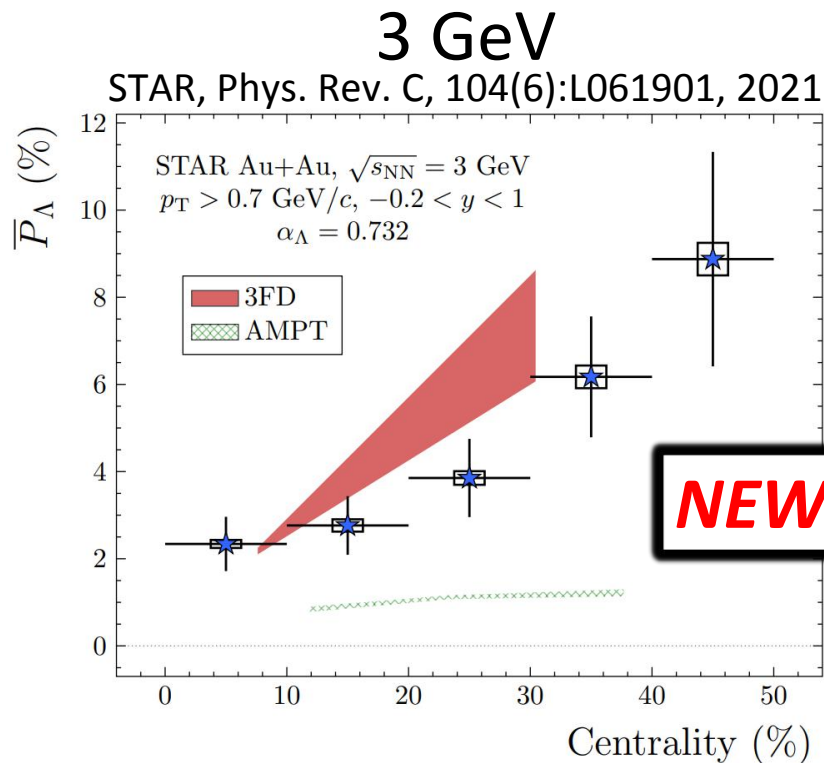 3 GeV
STAR, Phys. Rev. C, 104(6):L061901, 2021
STAR Au+Au, √sNN = 3 GeV
pT > 0.7 GeV/c, −0.2 < y < 1
αΛ = 0.732
3FD
AMPT
NEW
P̅Λ (%)
12
10
8
6
4
2
0
0 10 20 30 40 50
Centrality (%)